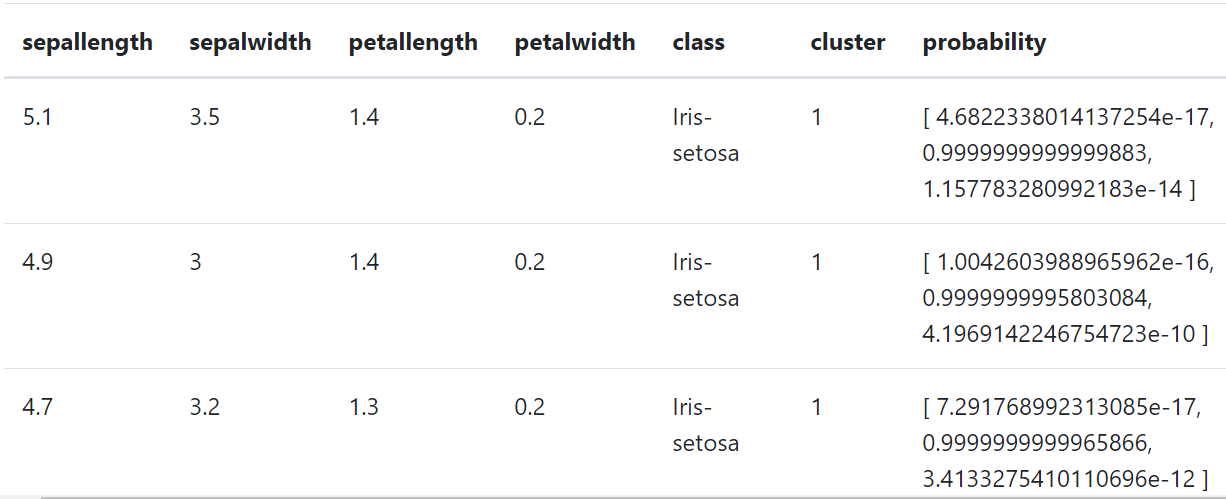 sepallength sepalwidth petallength petalwidth class cluster probability
5.1 3.5 1.4 0.2 Iris- 1 [ 4.6822338014137254e-17,
setosa 0.9999999999999883,
1.157783280992183e-14 ]
4.9 3 1.4 0.2 Iris- 1 [ 1.0042603988965962e-16,
setosa 0.9999999995803084,
4.1969142246754723e-10 ]
4.7 3.2 1.3 0.2 Iris- 1 [ 7.291768992313085e-17,
setosa 0.9999999999965866,
3.4133275410110696e-12 ]